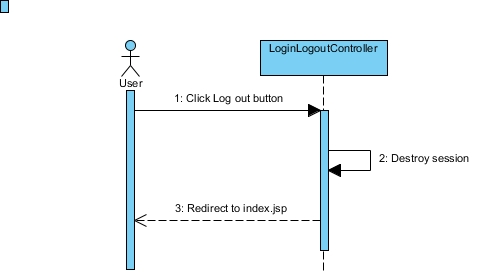 LoginLogoutController
User
1: Click Log out button
2: Destroy session
3: Redirect to index.jsp